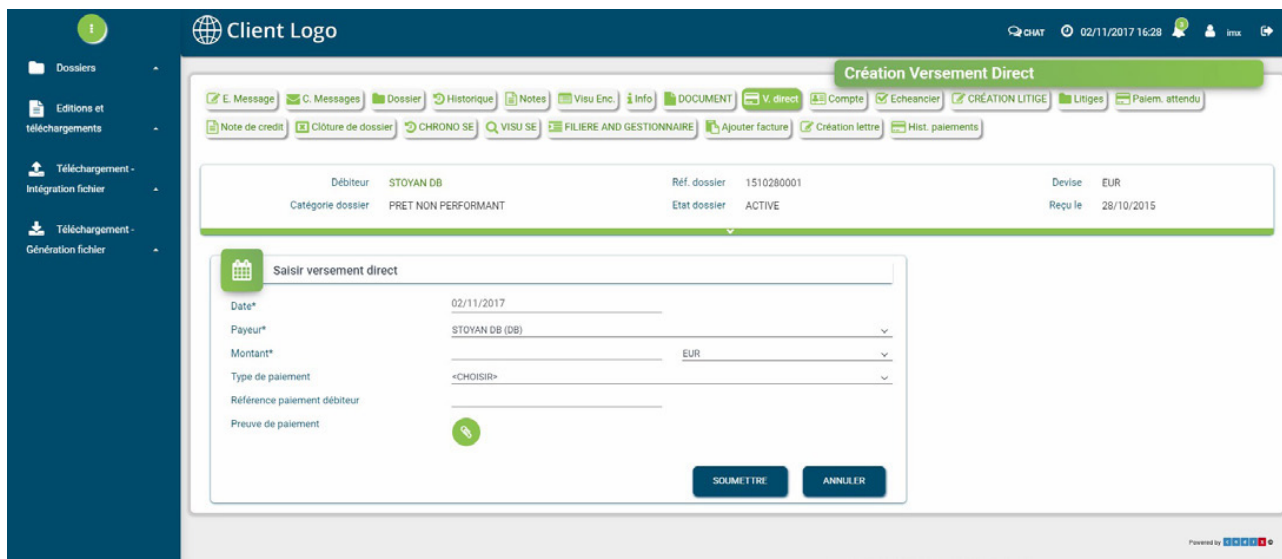 Client Logo
CHAT 02/11/2017 16:28 3 imx
Dossiers
Editions et
téléchargements
Téléchargement -
Intégration fichier
Téléchargement -
Génération fichier
Création Versement Direct
E. Message C. Messages Dossier Historique Notes Visu Enc. Info DOCUMENT V. direct Compte Echeancier CRÉATION LITIGE Litiges Paiem. attendu
Note de credit Clôture de dossier CHRONO SE VISU SE FILIERE AND GESTIONNAIRE Ajouter facture Création lettre Hist. paiements
Débiteur STOYAN DB Réf. dossier 1510280001 Devise EUR
Catégorie dossier PRET NON PERFORMANT Etat dossier ACTIVE Reçu le 28/10/2015
Saisir versement direct
Date* 02/11/2017
Payeur* STOYAN DB (DB)
Montant* EUR
Type de paiement <CHOISIR>
Référence paiement débiteur
Preuve de paiement
SOUMETTRE ANNULER
Powered by